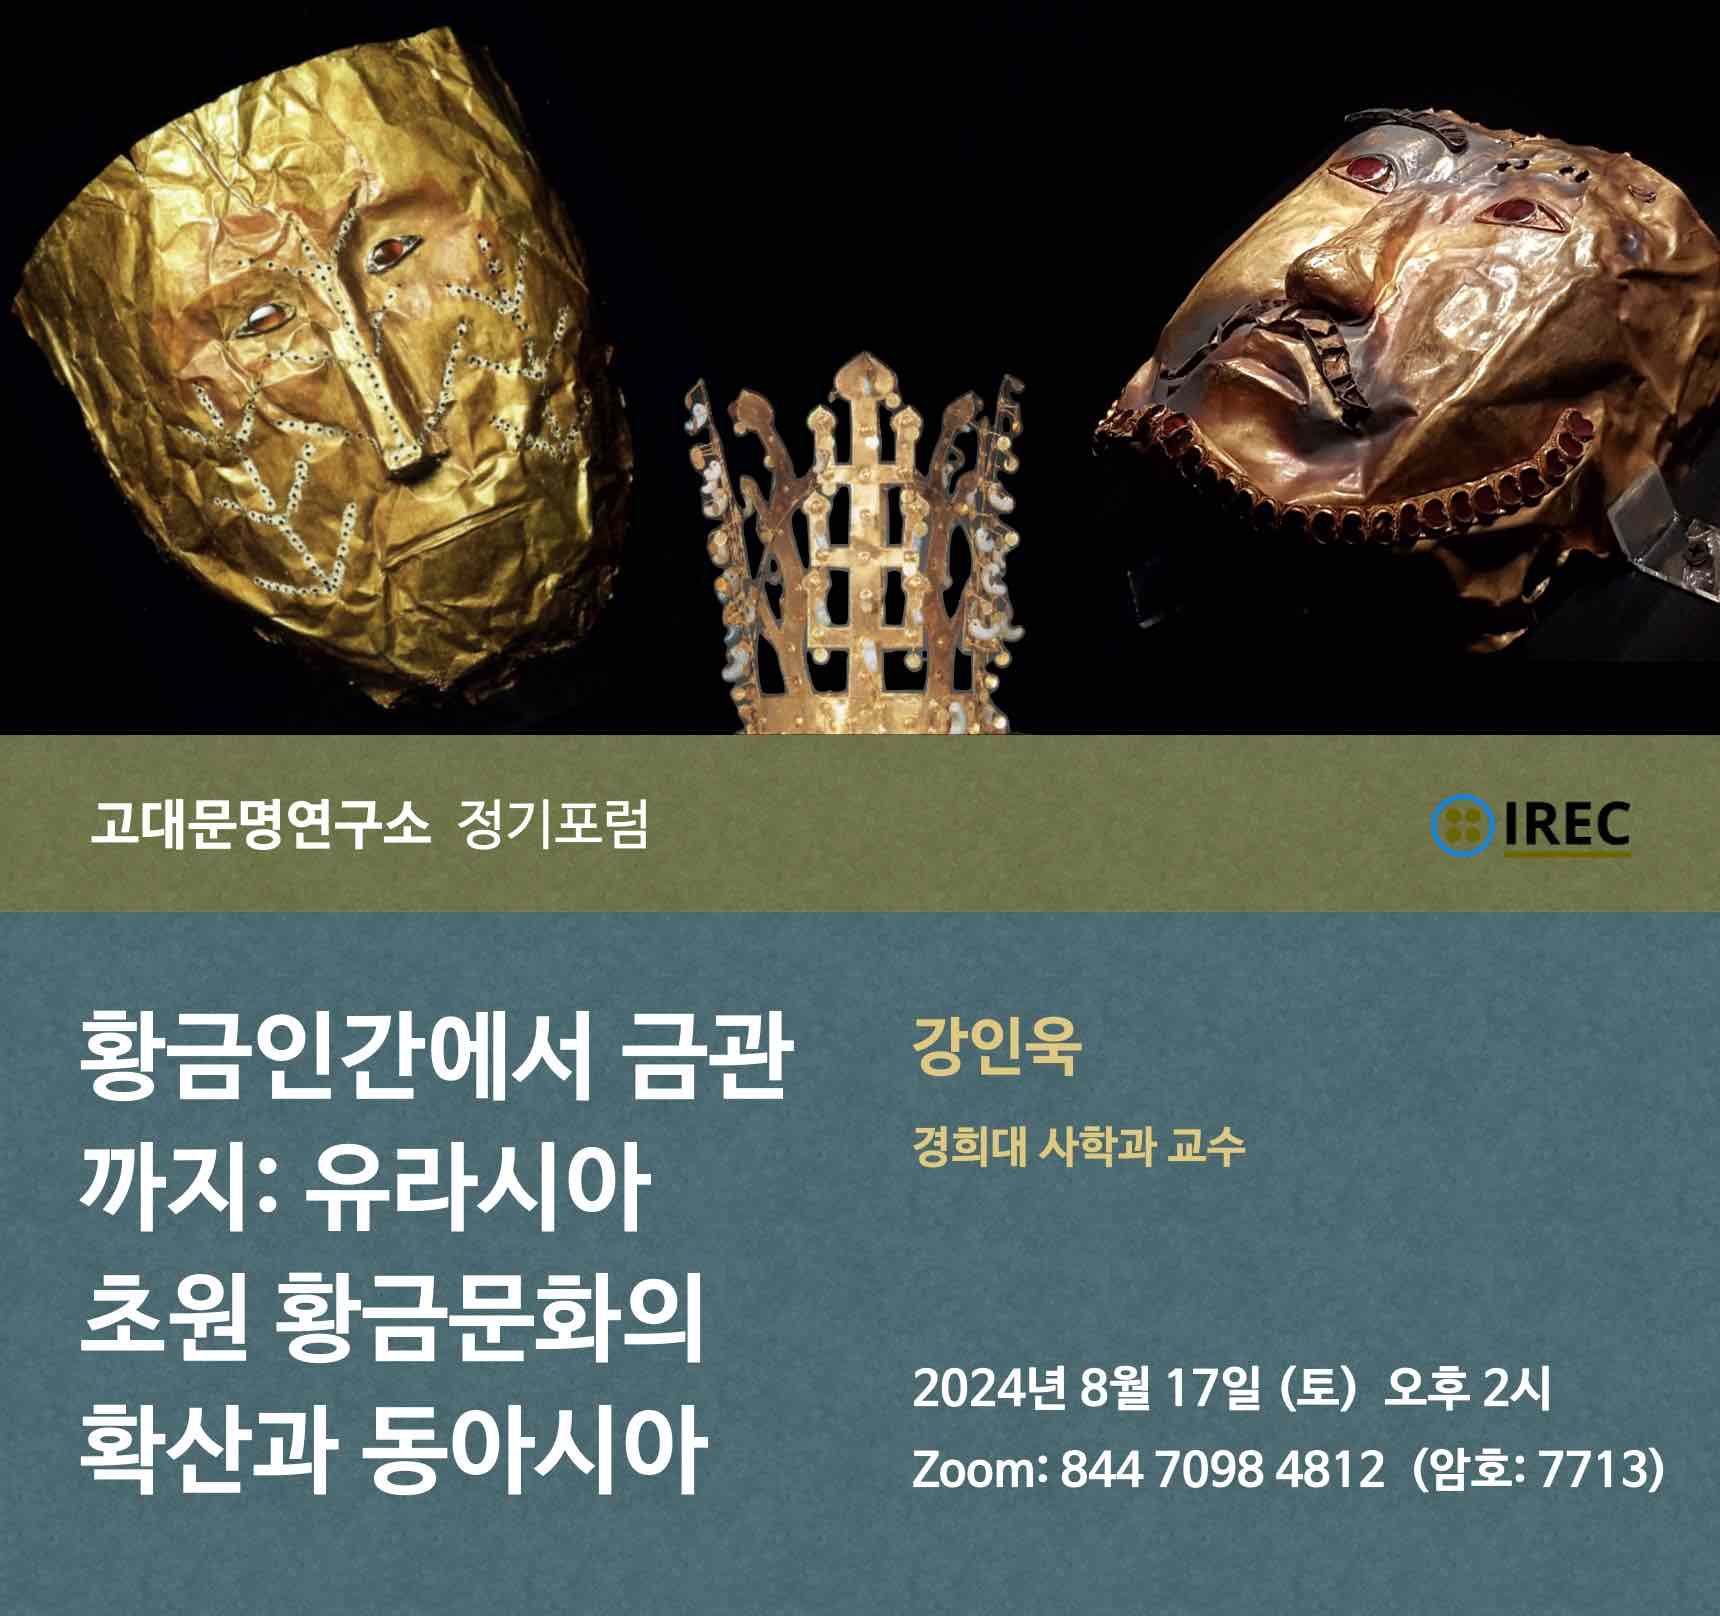 고대문명연구소 정기포럼
IREC
황금인간에서 금관
까지: 유라시아
초원 황금문화의
확산과 동아시아
강인욱
경희대 사학과 교수
2024년 8월 17일 (토) 오후 2시
Zoom: 844 7098 4812 (암호: 7713)